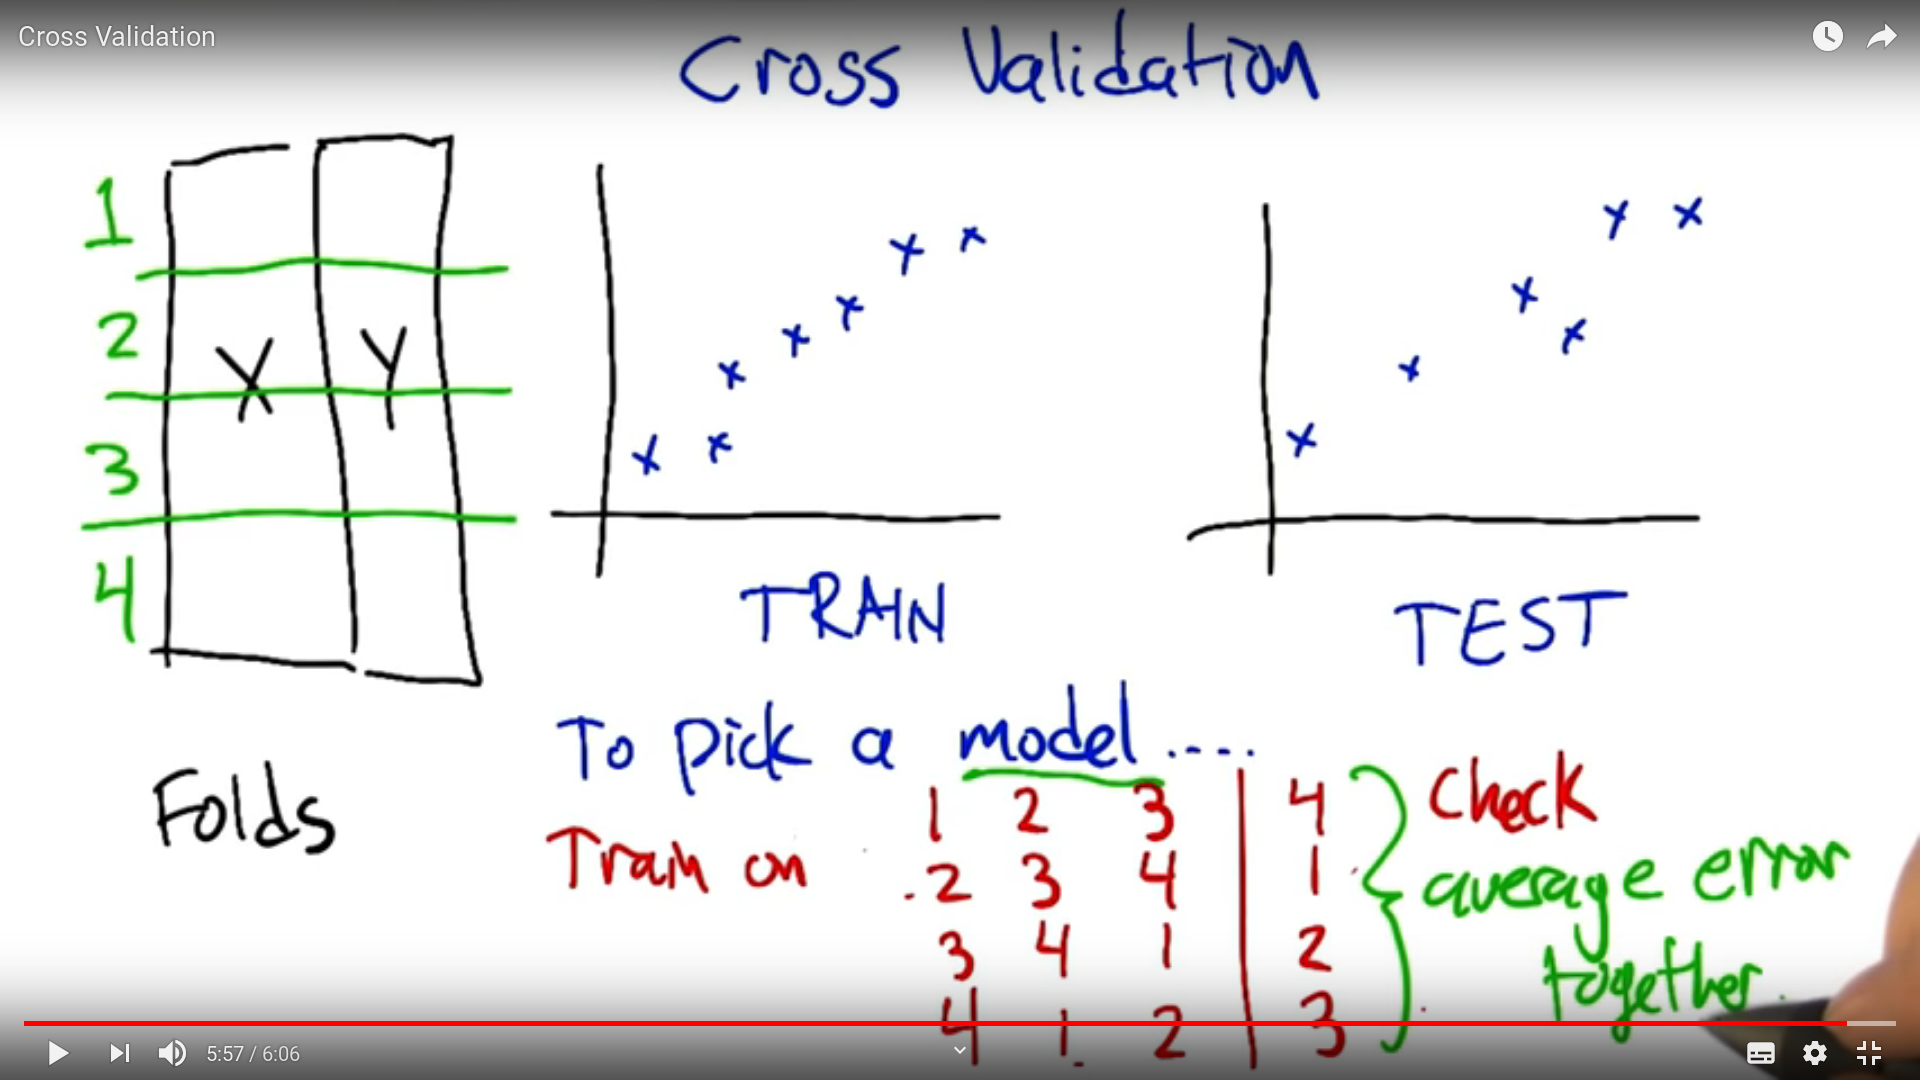 Cross Validation
Cross Validation
1
2
3
4
X Y
TRAIN
TEST
Folds
To pick a model ....
Train on
1 2 3 | 4
2 3 4 | 1
3 4 1 | 2
4 1 2 | 3
Check
average error
together
5:57 / 6:06